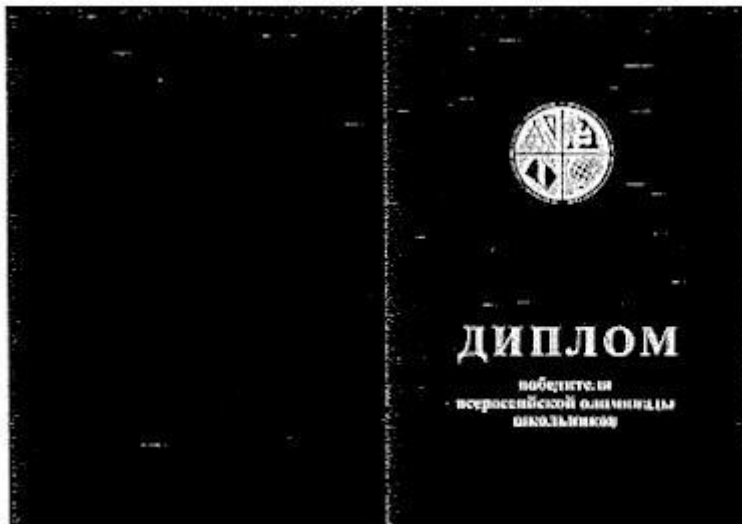 ДИПЛОМ
победителя
всероссийской олимпиады
школьников